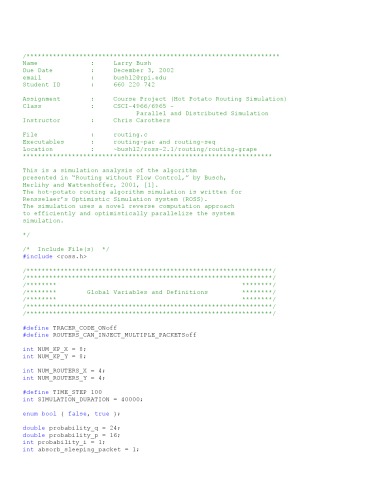 /*******************************************************************
Name : Larry Bush
Due Date : December 3, 2002
email : bushl2@rpi.edu
Student ID : 660 220 742
Assignment : Course Project (Hot Potato Routing Simulation)
Class : CSCI-4966/6965 -
Parallel and Distributed Simulation
Instructor : Chris Carothers
File : routing.c
Executables : routing-par and routing-seq
Location : ~bushl2/ross-2.1/routing/routing-grape
*****************************************************************
This is a simulation analysis of the algorithm
presented in "Routing without Flow Control," by Busch,
Herlihy and Wattenhoffer, 2001, [1].
The hot-potato routing algorithm simulation is written for
Rensselaer's Optimistic Simulation system (ROSS).
The simulation uses a novel reverse computation approach
to efficiently and optimistically parallelize the system
simulation.
*/
/* Include File(s) */
#include <ross.h>
/*****************************************************************/
/*****************************************************************/
/******** ********/
/******** Global Variables and Definitions ********/
/******** ********/
/*****************************************************************/
/*****************************************************************/
#define TRACER_CODE_ONoff
#define ROUTERS_CAN_INJECT_MULTIPLE_PACKETSoff
int NUM_KP_X = 8;
int NUM_KP_Y = 8;
int NUM_ROUTERS_X = 4;
int NUM_ROUTERS_Y = 4;
#define TIME_STEP 100
int SIMULATION_DURATION = 40000;
enum bool { false, true };
double probability_q = 24;
double probability_p = 16;
int probability_i = 1;
int absorb_sleeping_packet = 1;